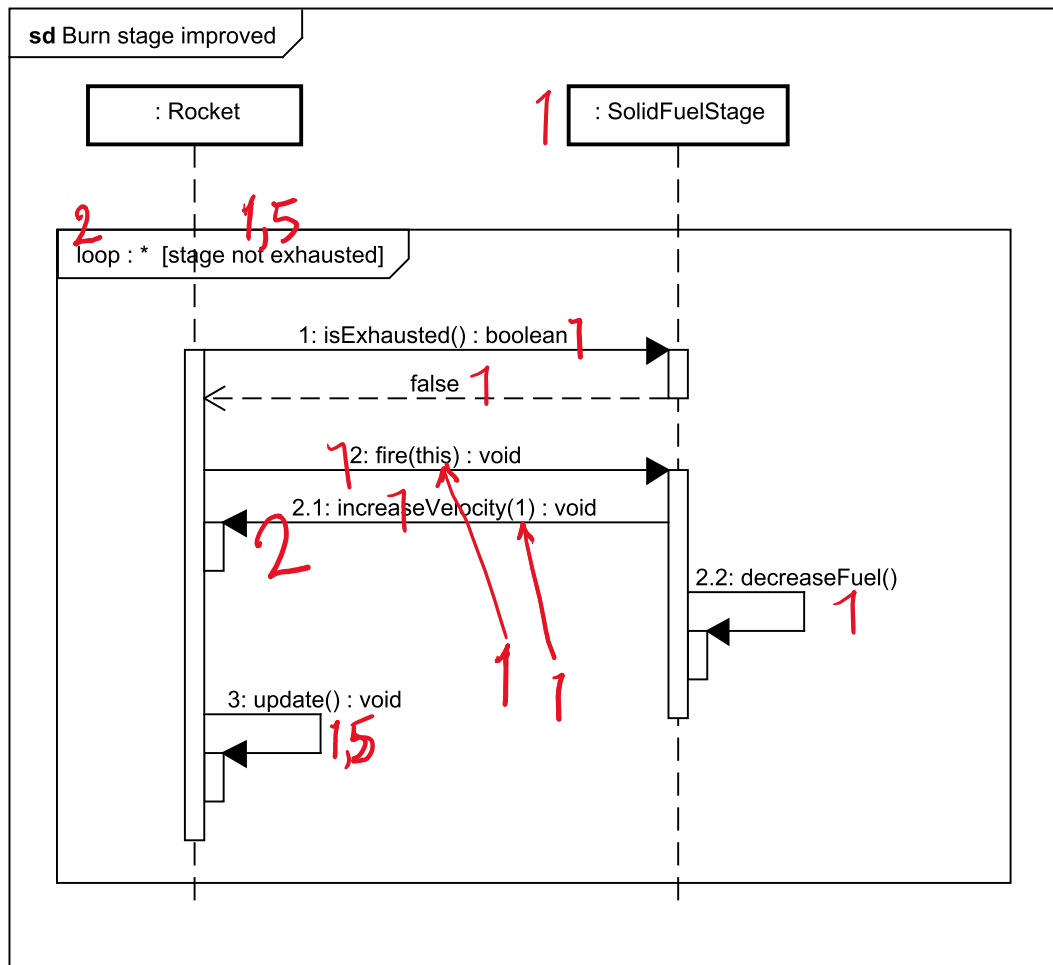 sd Burn stage improved
: Rocket
1 : SolidFuelStage
2 1,5
loop : * [stage not exhausted]
1: isExhausted() : boolean 1
false 1
1 2: fire(this) : void
2.1: increaseVelocity(1) : void
1
2
2.2: decreaseFuel()
1
1 1
3: update() : void
1,5